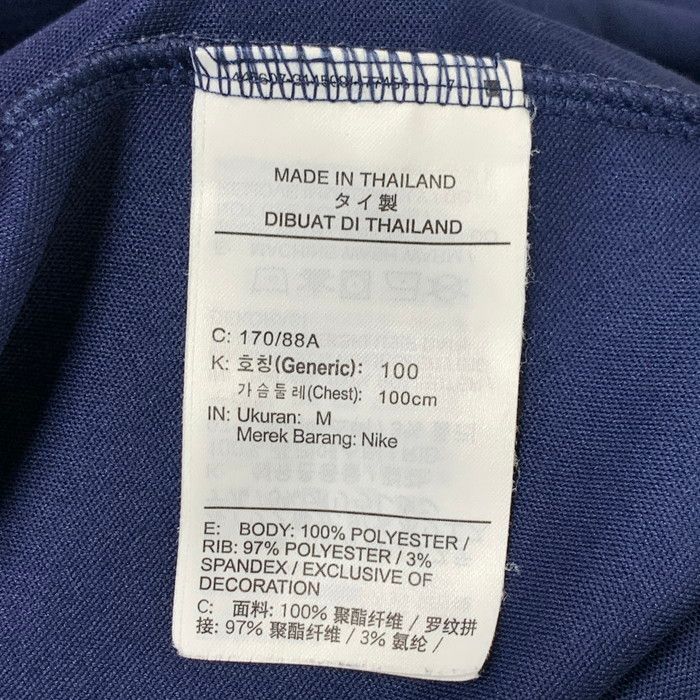 MADE IN THAILAND
タイ製
DIBUAT DI THAILAND
C: 170/88A
K: 호칭(Generic): 100
가슴둘레(Chest): 100cm
IN: Ukuran: M
Merek Barang: Nike
E: BODY: 100% POLYESTER /
RIB: 97% POLYESTER / 3%
SPANDEX / EXCLUSIVE OF
DECORATION
C: 面料: 100% 聚酯纤维 / 罗纹拼
接: 97% 聚酯纤维 / 3% 氨纶 /